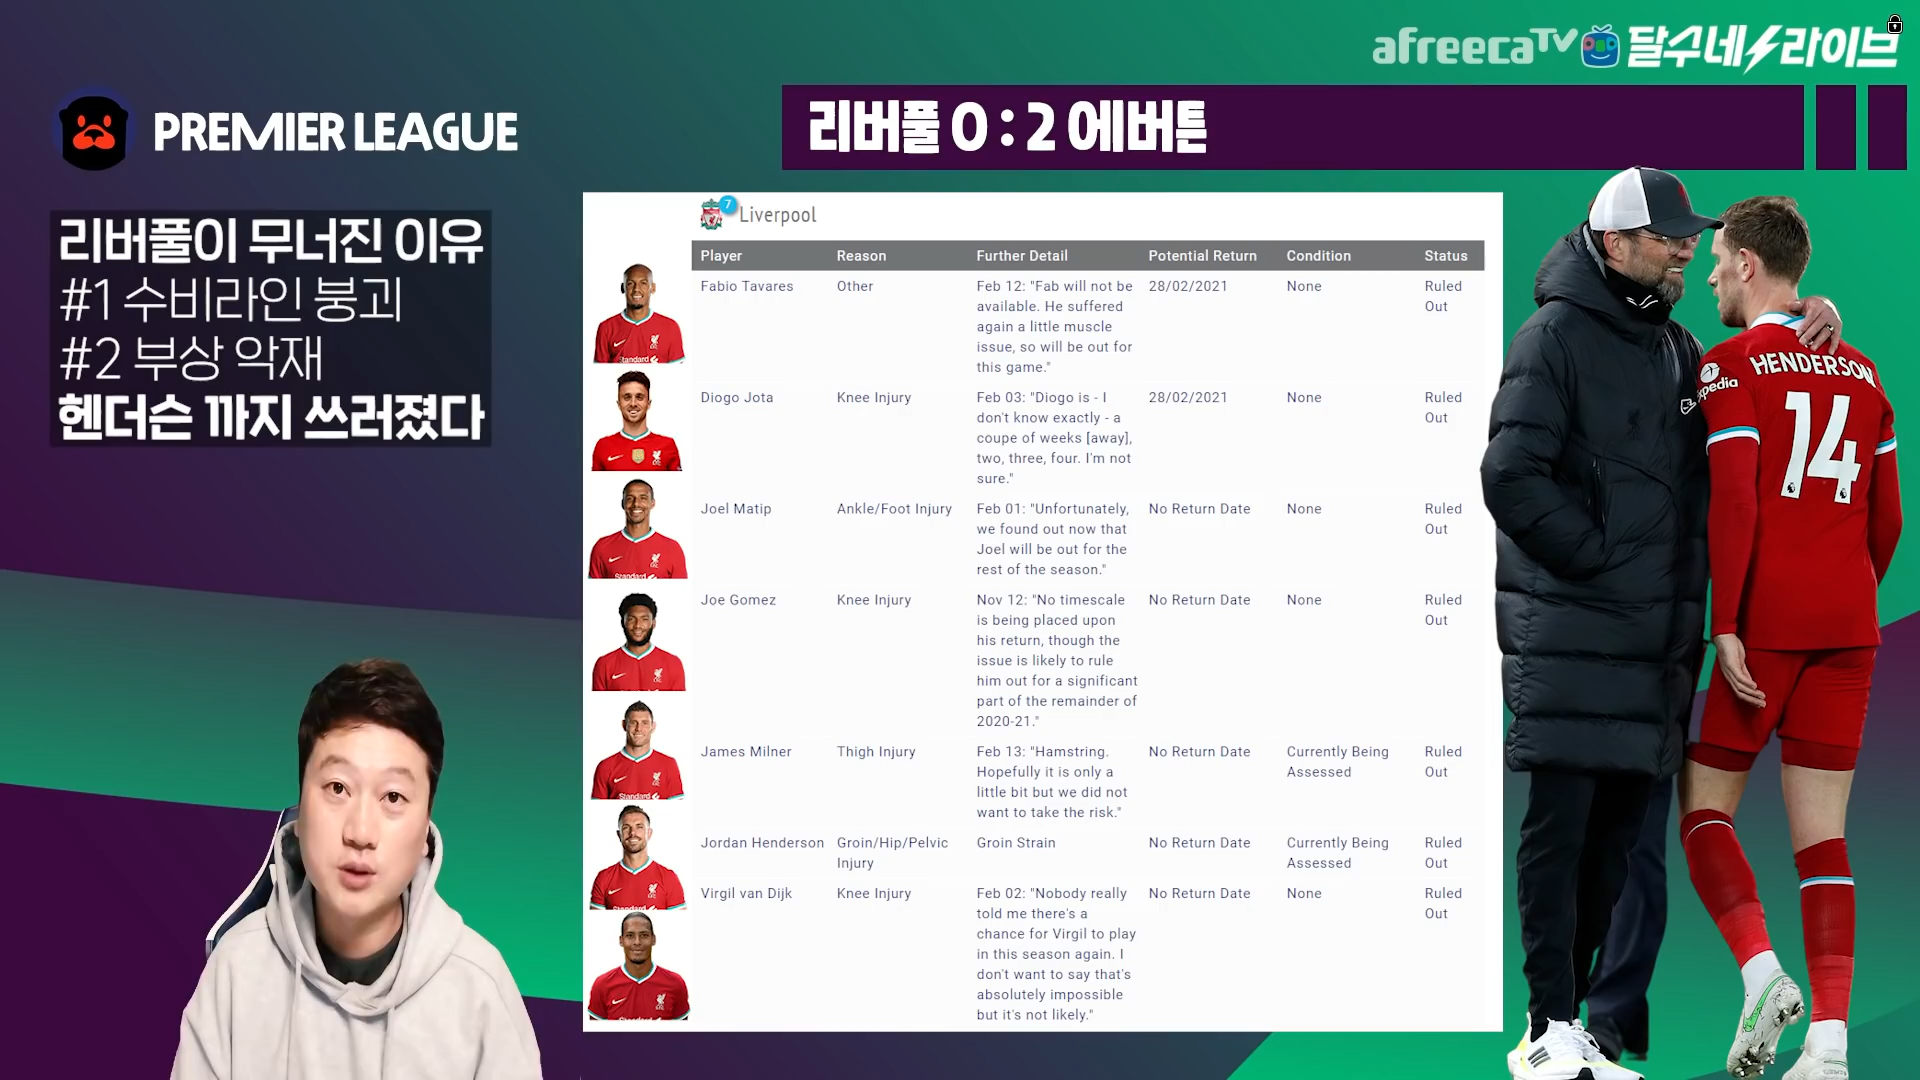 afreecaTV 달수네 라이브
PREMIER LEAGUE
리버풀 0 : 2 에버튼
리버풀이 무너진 이유
#1 수비라인 붕괴
#2 부상 악재
헨더슨 까지 쓰러졌다
7
Liverpool
Player Reason Further Detail Potential Return Condition Status
Fabio Tavares Other Feb 12: "Fab will not be 28/02/2021 None Ruled
available. He suffered Out
again a little muscle
issue, so will be out for
this game."
Diogo Jota Knee Injury Feb 03: "Diogo is - I 28/02/2021 None Ruled
don't know exactly - a Out
coupe of weeks [away],
two, three, four. I'm not
sure."
Joel Matip Ankle/Foot Injury Feb 01: "Unfortunately, No Return Date None Ruled
we found out now that Out
Joel will be out for the
rest of the season."
Joe Gomez Knee Injury Nov 12: "No timescale No Return Date None Ruled
is being placed upon Out
his return, though the
issue is likely to rule
him out for a significant
part of the remainder of
2020-21."
James Milner Thigh Injury Feb 13: "Hamstring. No Return Date Currently Being Ruled
Hopefully it is only a Assessed Out
little bit but we did not
want to take the risk."
Jordan Henderson Groin/Hip/Pelvic Groin Strain No Return Date Currently Being Ruled
Injury Assessed Out
Virgil van Dijk Knee Injury Feb 02: "Nobody really No Return Date None Ruled
told me there's a Out
chance for Virgil to play
in this season again. I
don't want to say that's
absolutely impossible
but it's not likely."
HENDERSON
14